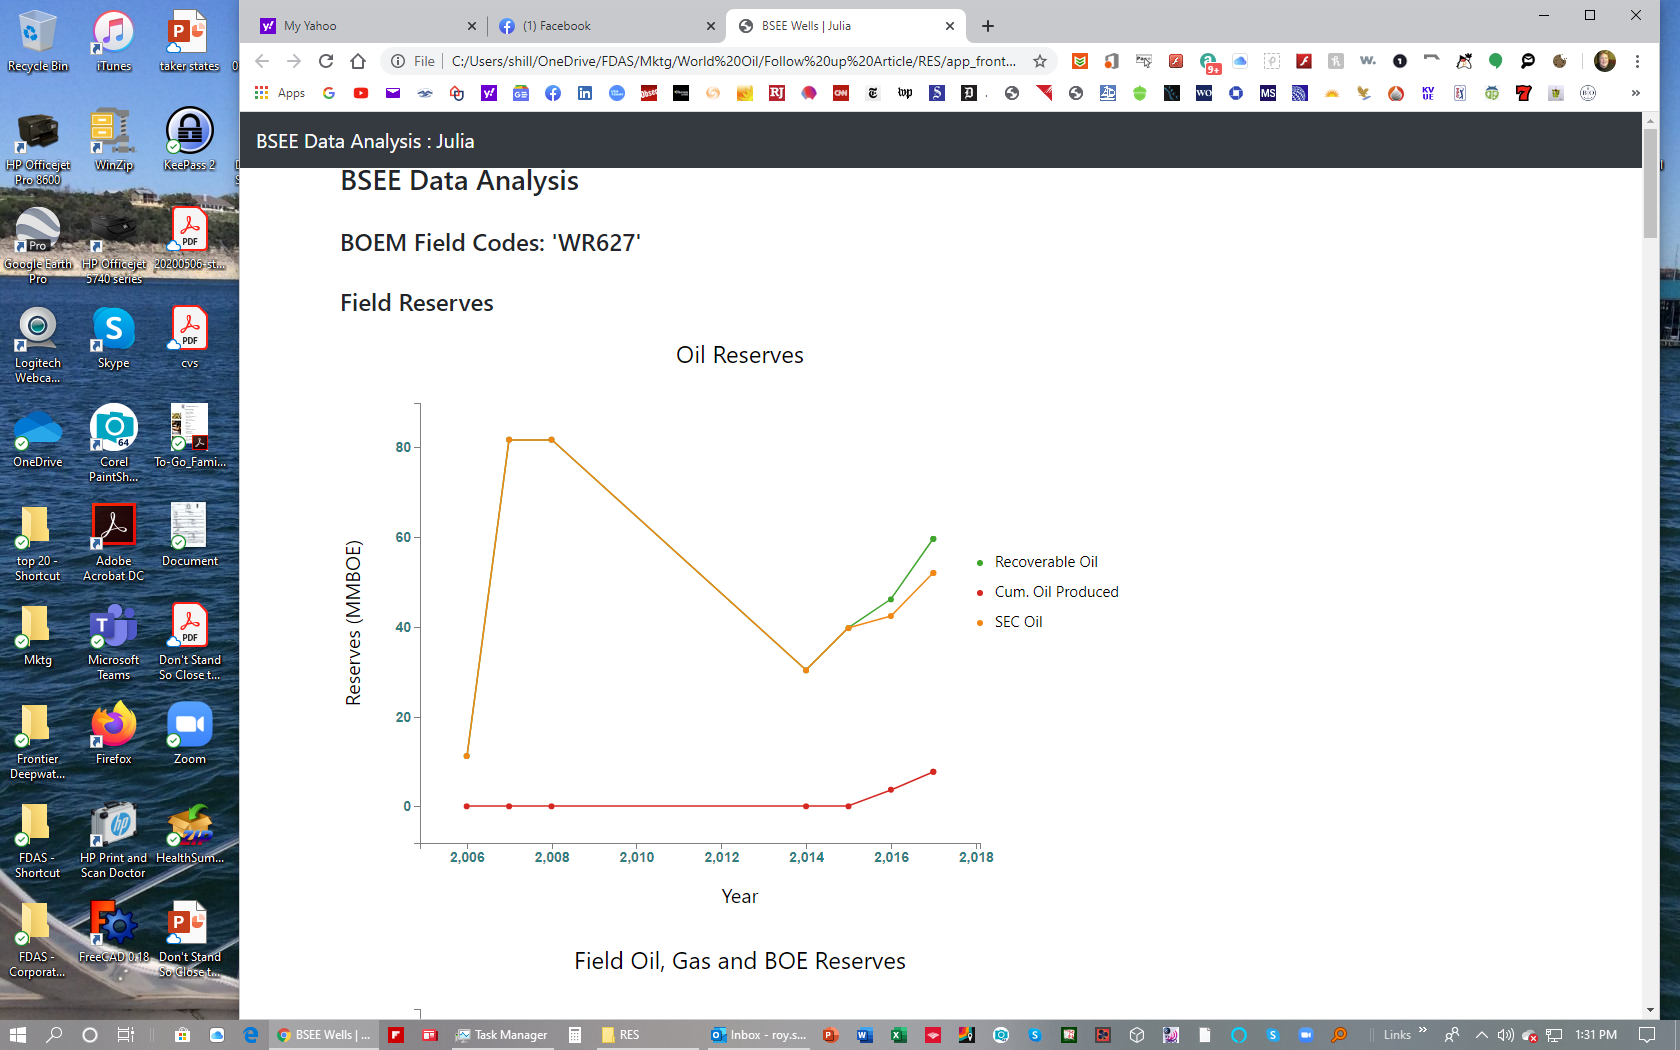 My Yahoo
(1) Facebook
BSEE Wells | Julia
File
C:/Users/shill/OneDrive/FDAS/Mktg/World%20Oil/Follow%20up%20Article/RES/app_front...
9+
Apps
BSEE Data Analysis : Julia
BSEE Data Analysis
BOEM Field Codes: 'WR627'
Field Reserves
Oil Reserves
80
60
40
20
0
Reserves (MMBOE)
2,006
2,008
2,010
2,012
2,014
2,016
2,018
Year
Recoverable Oil
Cum. Oil Produced
SEC Oil
Field Oil, Gas and BOE Reserves
Recycle Bin
iTunes
taker states
HP Officejet
Pro 8600
WinZip
KeePass 2
Google Earth
Pro
HP Officejet
5740 series
20200506-st...
Logitech
Webca...
Skype
cvs
OneDrive
Corel
PaintSh...
To-Go_Fami...
top 20 -
Shortcut
Adobe
Acrobat DC
Document
Mktg
Microsoft
Teams
Don't Stand
So Close t...
Frontier
Deepwat...
Firefox
Zoom
FDAS -
Shortcut
HP Print and
Scan Doctor
HealthSum...
FDAS -
Corporat...
FreeCAD 0.18
Don't Stand
So Close t...
BSEE Wells | ...
Task Manager
RES
Inbox - roy.s...
Links
1:31 PM